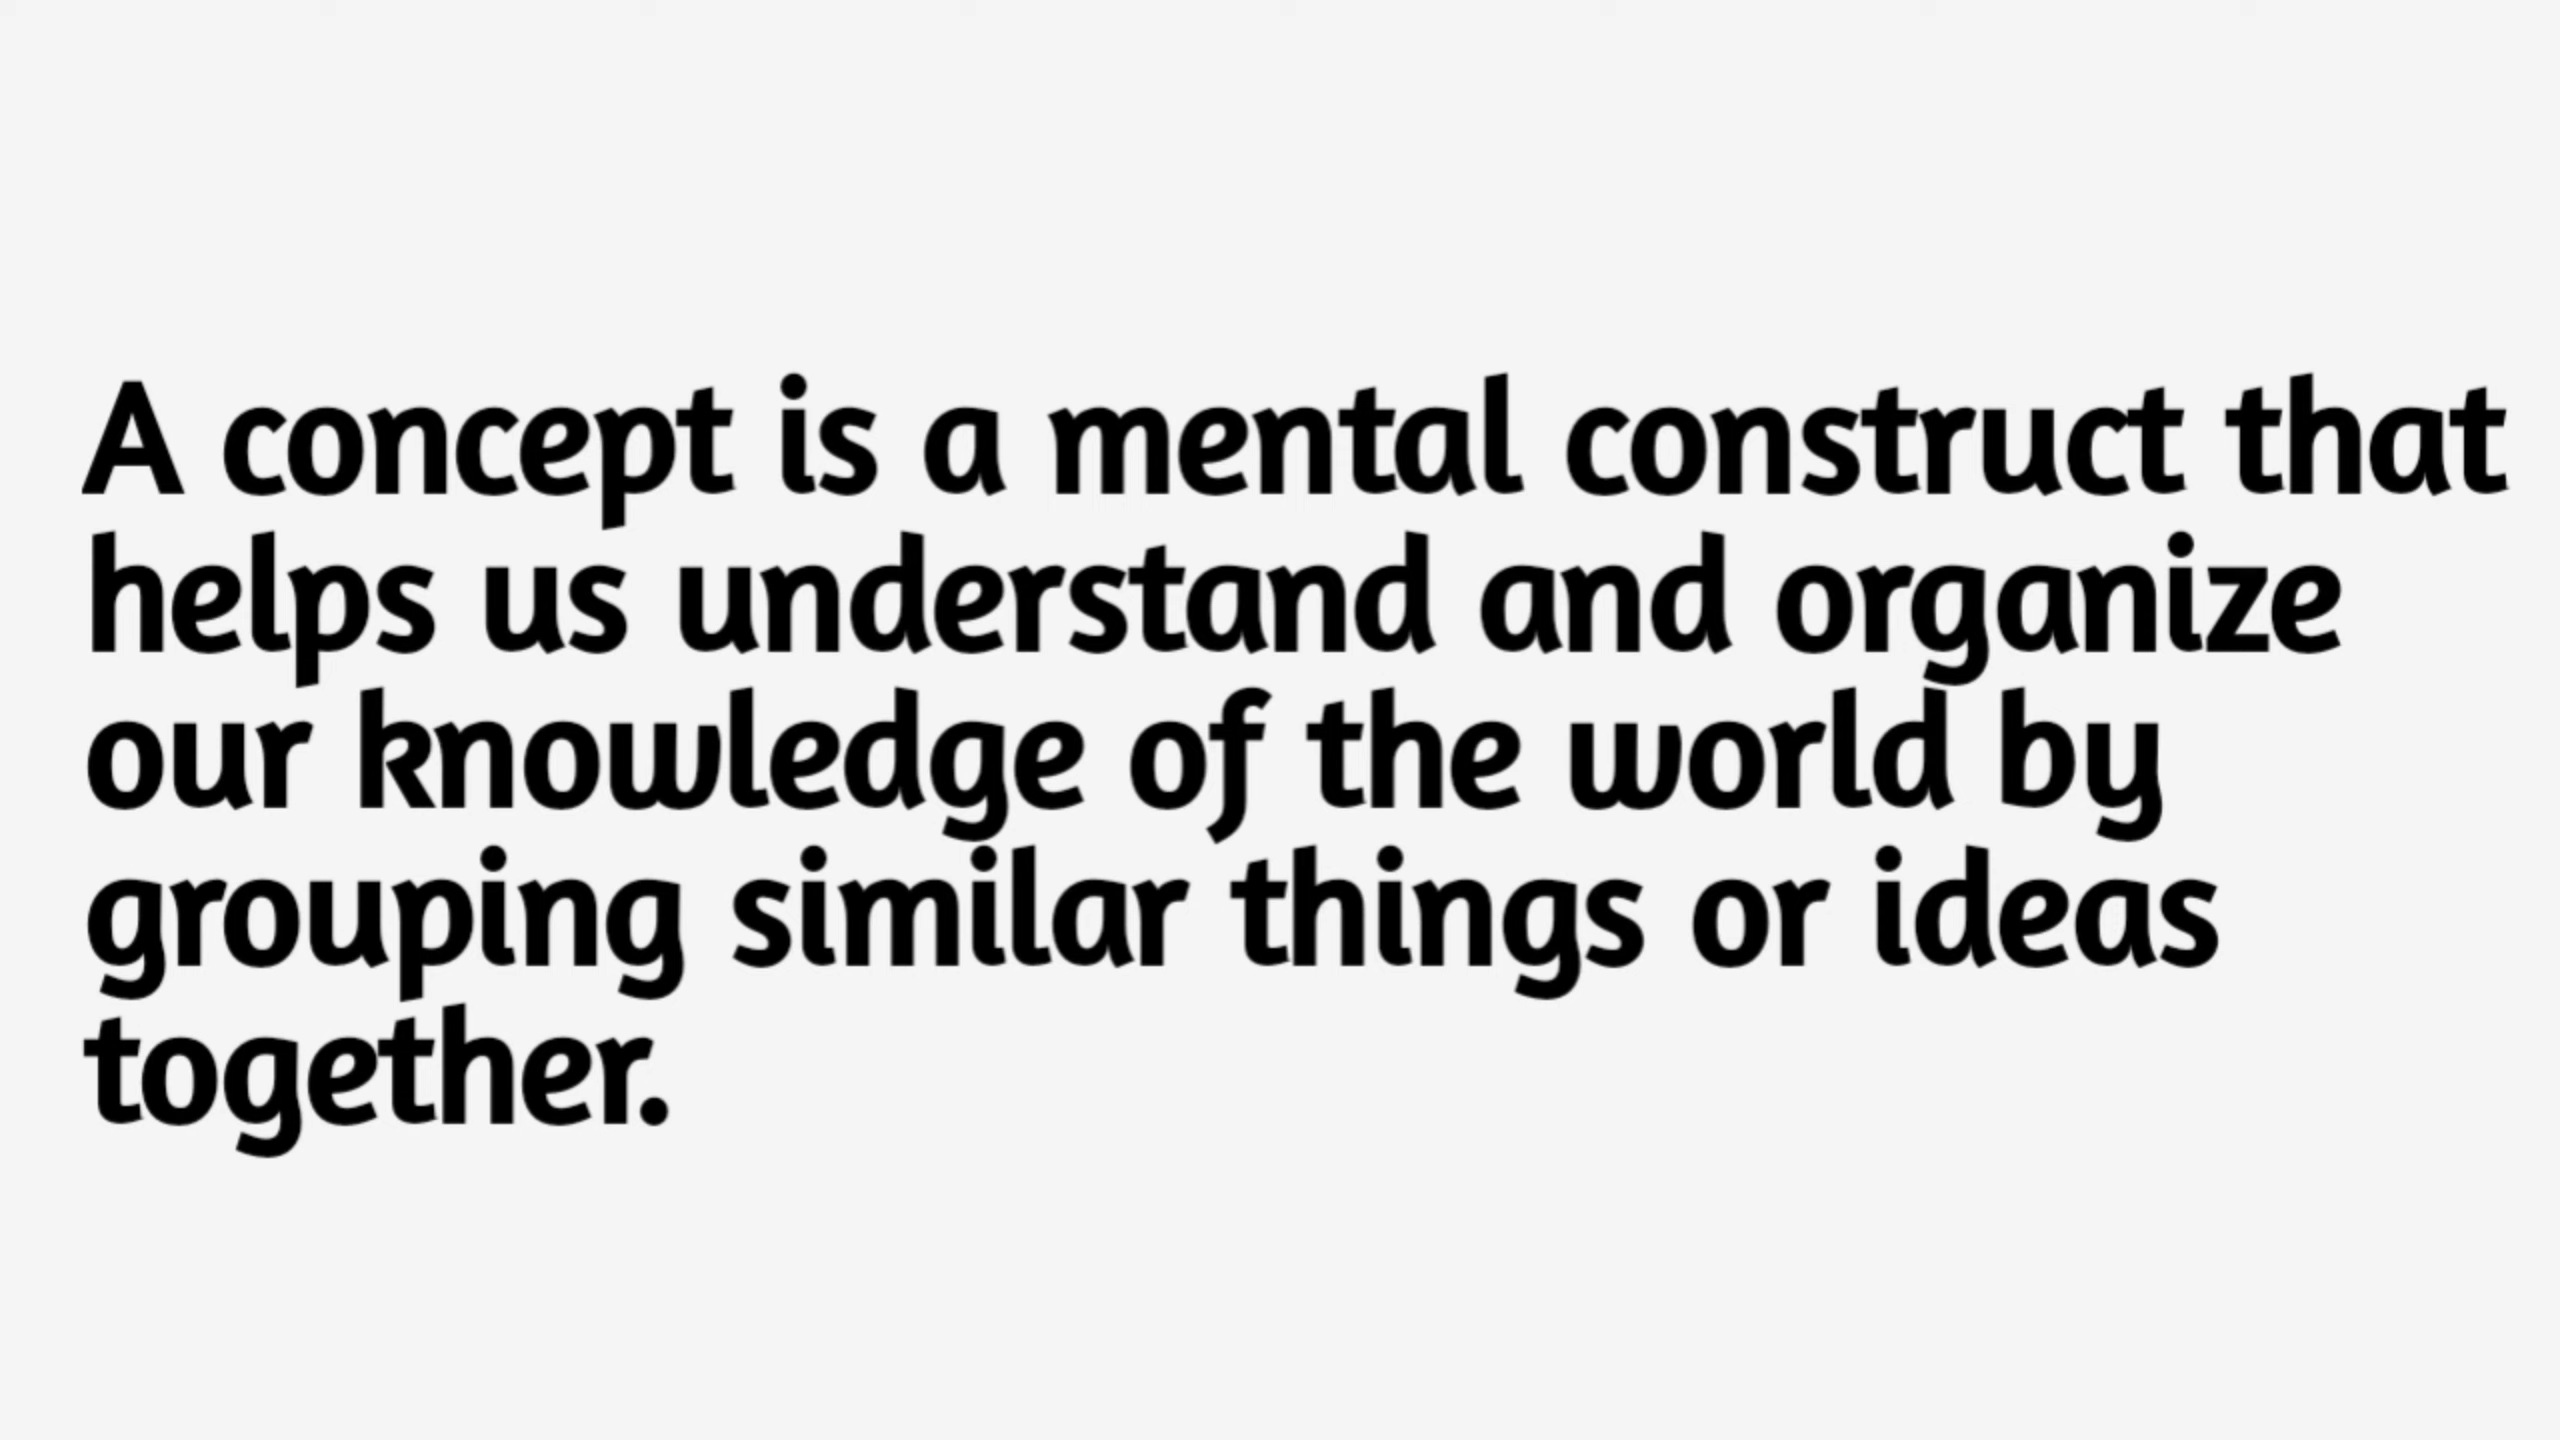 A concept is a mental construct that
helps us understand and organize
our knowledge of the world by
grouping similar things or ideas
together.